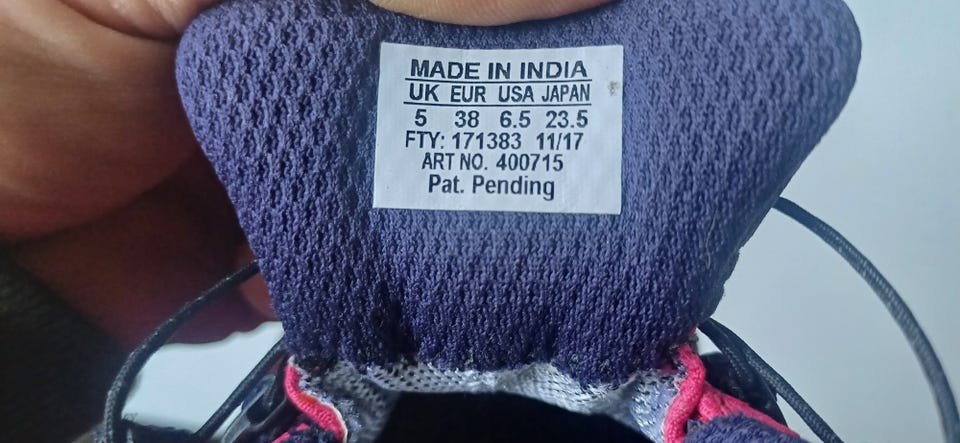 MADE IN INDIA
UK EUR USA JAPAN
5 38 6.5 23.5
FTY: 171383 11/17
ART NO. 400715
Pat. Pending